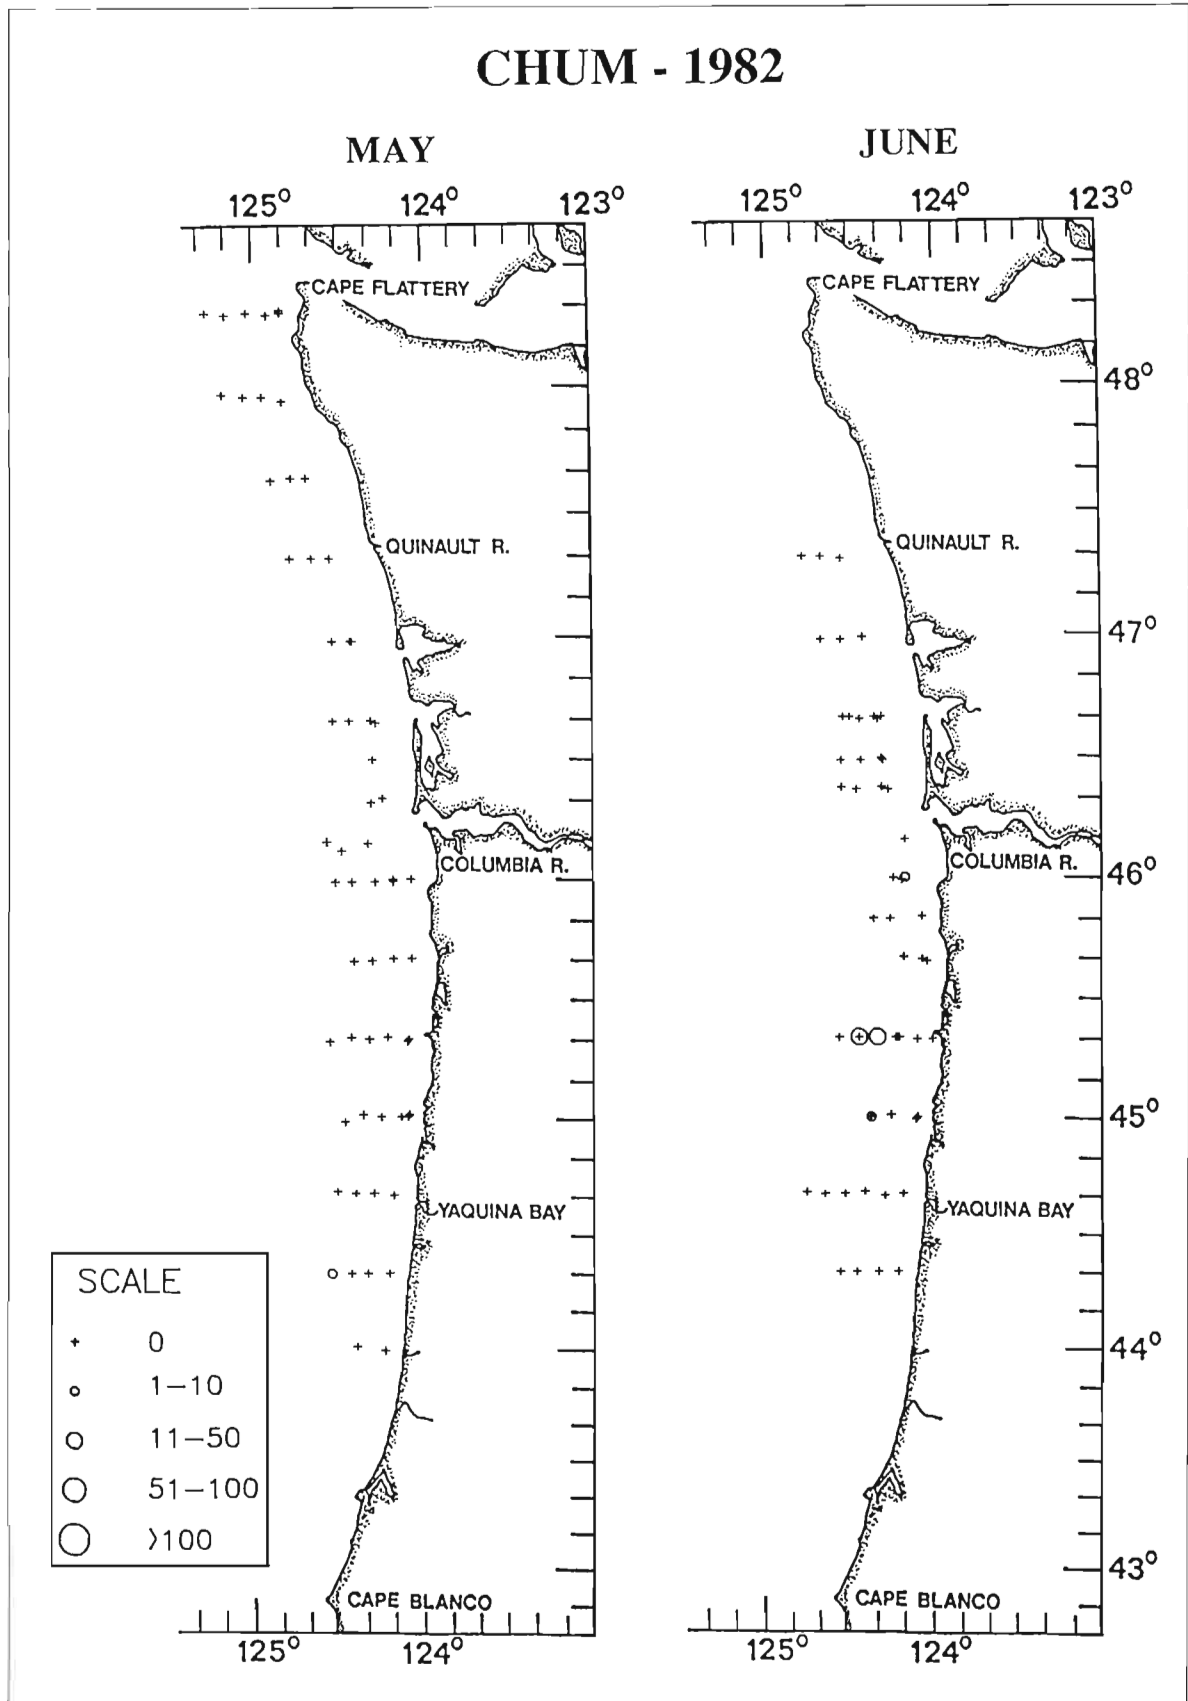 CHUM - 1982
MAY
JUNE
125° 124° 123°
125° 124° 123°
CAPE FLATTERY
CAPE FLATTERY
48°
QUINAULT R.
QUINAULT R.
47°
COLUMBIA R.
COLUMBIA R.
46°
45°
YAQUINA BAY
YAQUINA BAY
SCALE
+ 0
1-10
11-50
51-100
>100
44°
43°
CAPE BLANCO
CAPE BLANCO
125° 124°
125° 124°